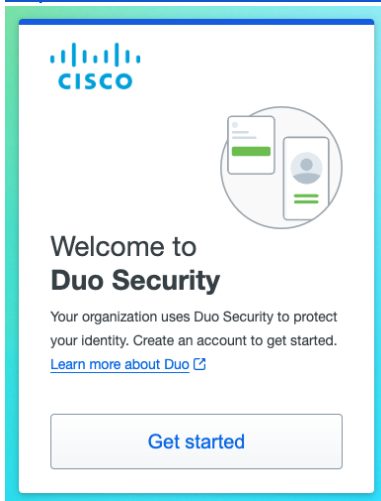 CISCO
Welcome to
Duo Security
Your organization uses Duo Security to protect
your identity. Create an account to get started.
Learn more about Duo
Get started